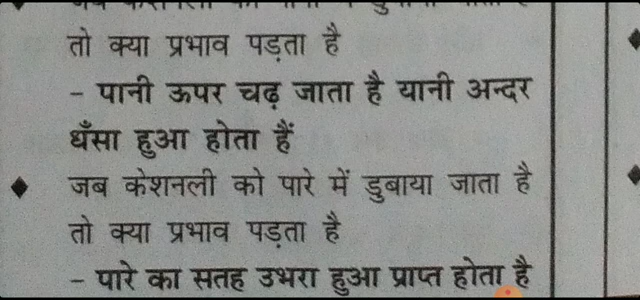 तो क्या प्रभाव पड़ता है
- पानी ऊपर चढ़ जाता है यानी अन्दर
धँसा हुआ होता हैं
♦ जब केशनली को पारे में डुबाया जाता है
तो क्या प्रभाव पड़ता है
- पारे का सतह उभरा हुआ प्राप्त होता है